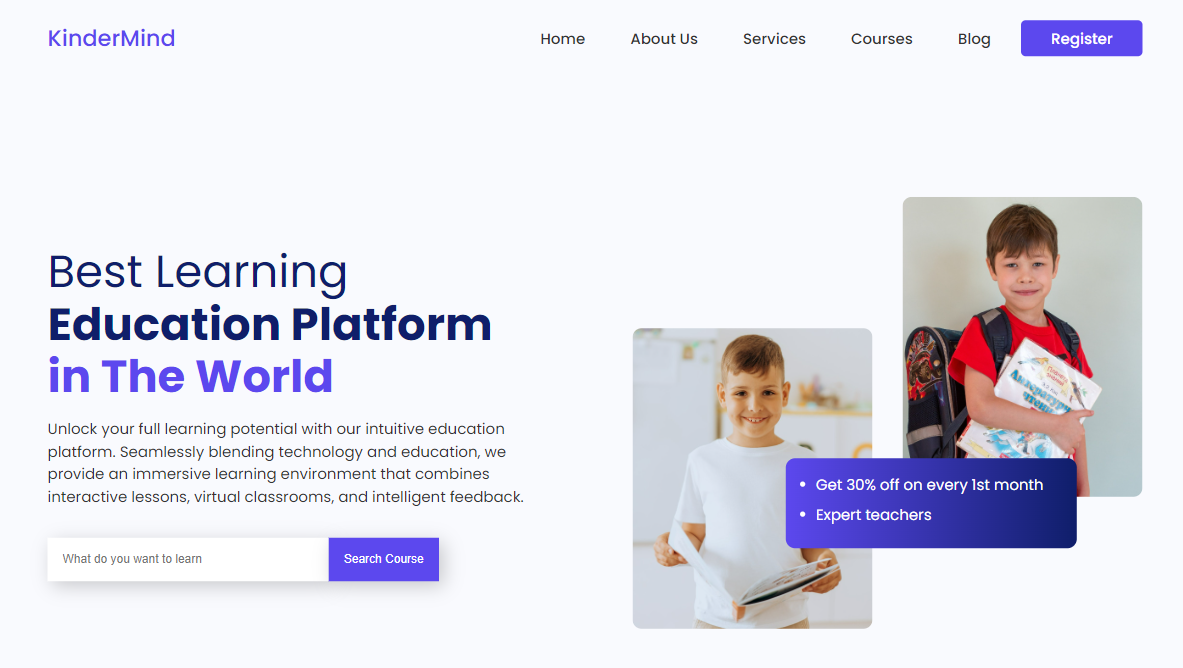 KinderMind
Home About Us Services Courses Blog Register
Best Learning
Education Platform
in The World
Unlock your full learning potential with our intuitive education
platform. Seamlessly blending technology and education, we
provide an immersive learning environment that combines
interactive lessons, virtual classrooms, and intelligent feedback.
What do you want to learn Search Course
Get 30% off on every 1st month
Expert teachers